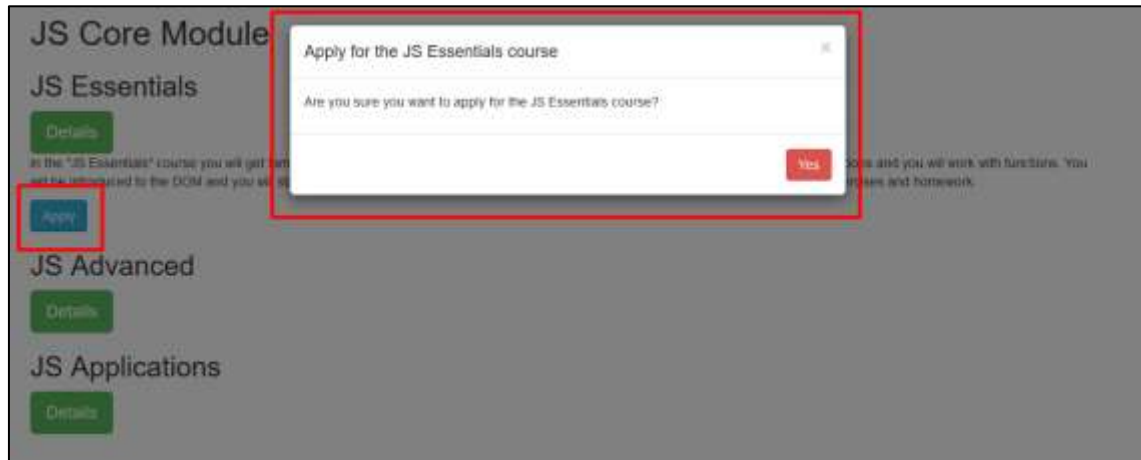 JS Core Module
Apply for the JS Essentials course
×
JS Essentials
Are you sure you want to apply for the JS Essentials course?
Details
In the "JS Essentials" course you will get and you will work with functions. You
will be introduced to the DOM and you will and homework.
Yes
Apply
JS Advanced
Details
JS Applications
Details